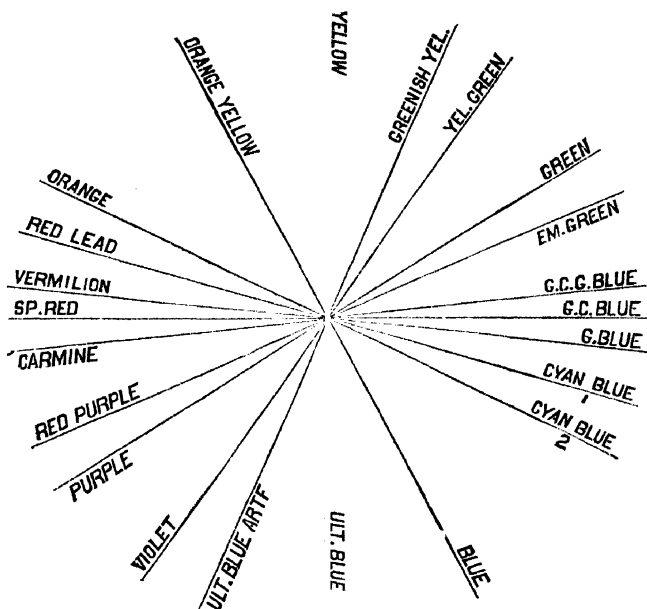 YELLOW
GREENISH YEL.
YEL. GREEN
GREEN
EM. GREEN
G.C.G. BLUE
G.C. BLUE
G. BLUE
CYAN BLUE
1
CYAN BLUE
2
BLUE
ULT. BLUE
ULT. BLUE ARTF
VIOLET
PURPLE
RED PURPLE
CARMINE
SP. RED
VERMILION
RED LEAD
ORANGE
ORANGE YELLOW